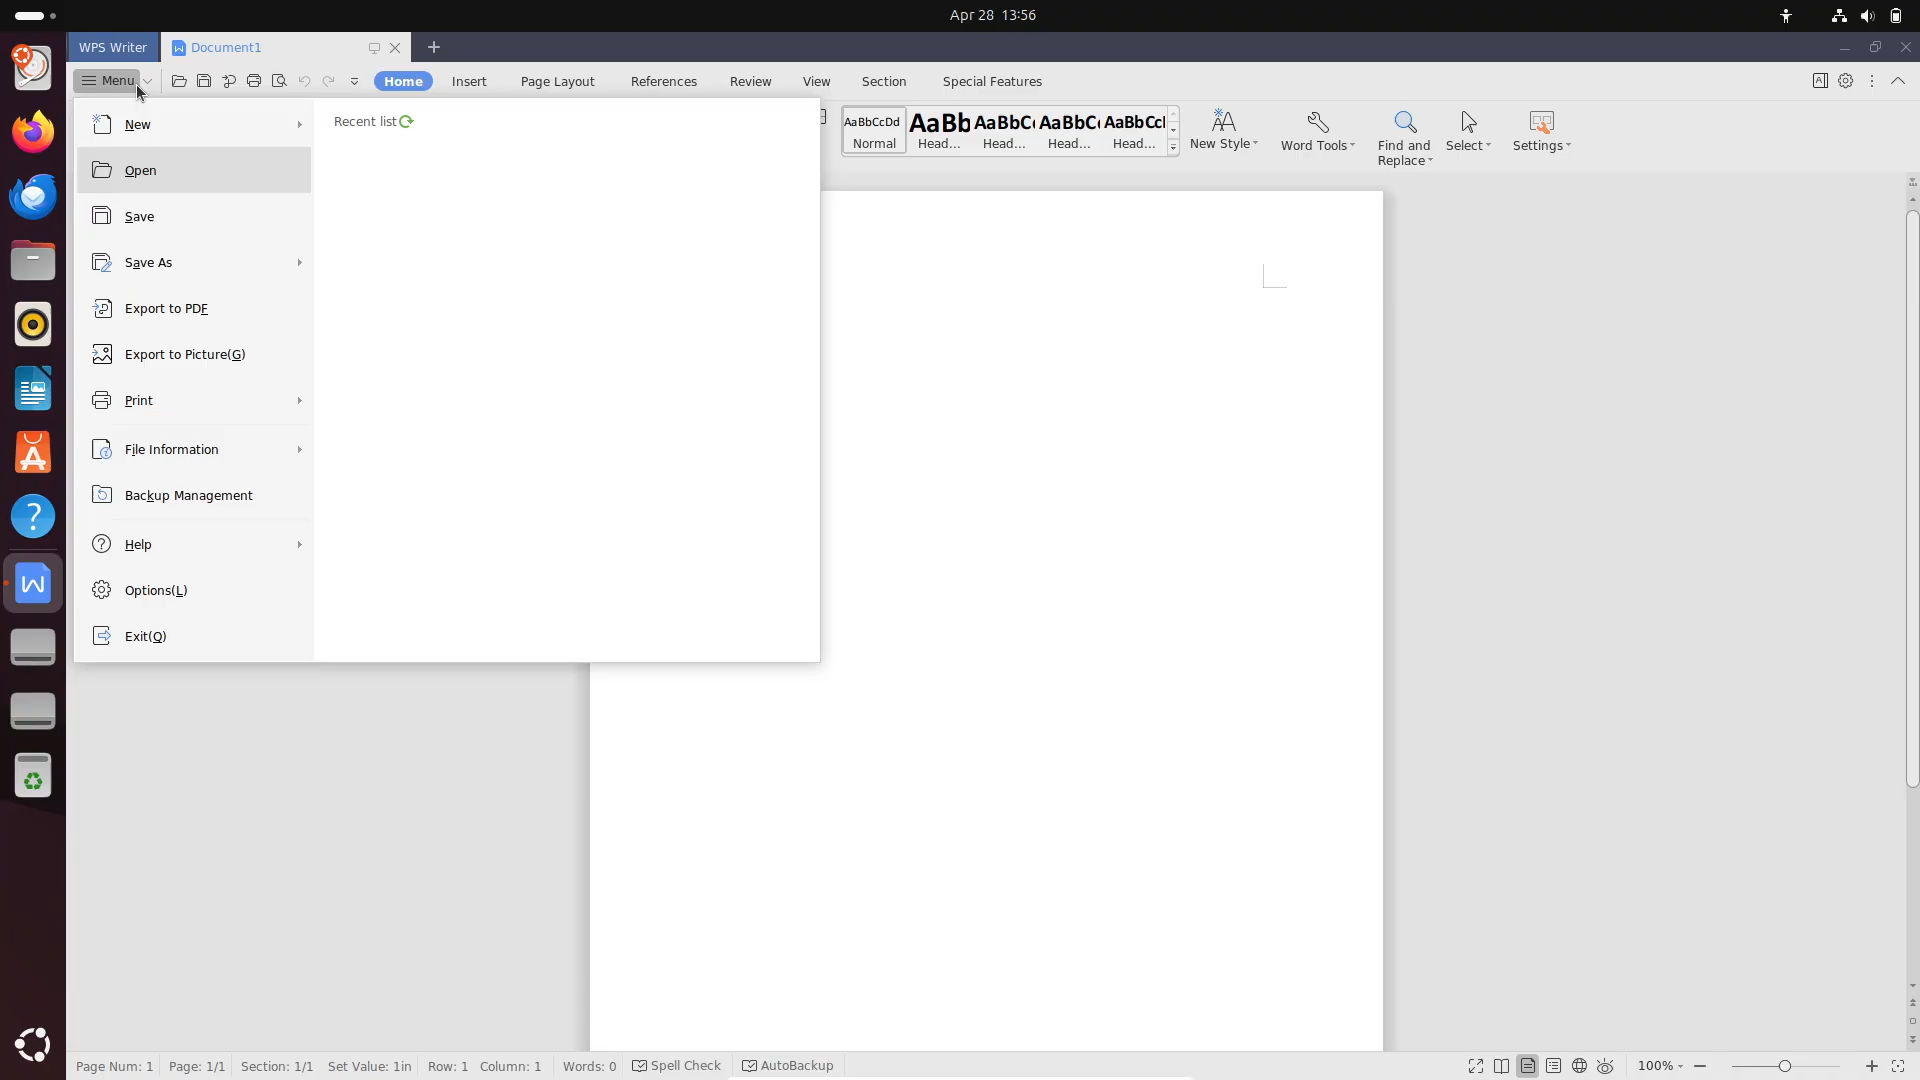 Apr 28 13:56
WPS Writer
Document1
Menu
Home
Insert
Page Layout
References
Review
View
Section
Special Features
New
Open
Save
Save As
Export to PDF
Export to Picture(G)
Print
File Information
Backup Management
Help
Options(L)
Exit(Q)
Recent list
AaBbCcDd
Normal
AaBb
Head...
AaBbC
Head...
AaBbC
Head...
AaBbCc
Head...
New Style
Word Tools
Find and
Replace
Select
Settings
Page Num: 1
Page: 1/1
Section: 1/1
Set Value: 1in
Row: 1
Column: 1
Words: 0
Spell Check
AutoBackup
100%